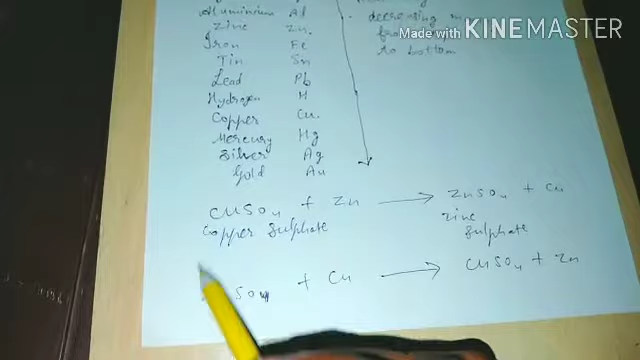 Made with KINEMASTER
Aluminium Al
decreasing
Zinc Zn.
Iron Fe
to bottom
Tin Sn
Lead Pb
Hydrogen H
Copper Cu.
Mercury Hg
Silver Ag
Gold Au
CuSO4 + Zn → ZnSO4 + Cu
Copper Sulphate
Zinc
Sulphate
SO4 + Cu → CuSO4 + Zn